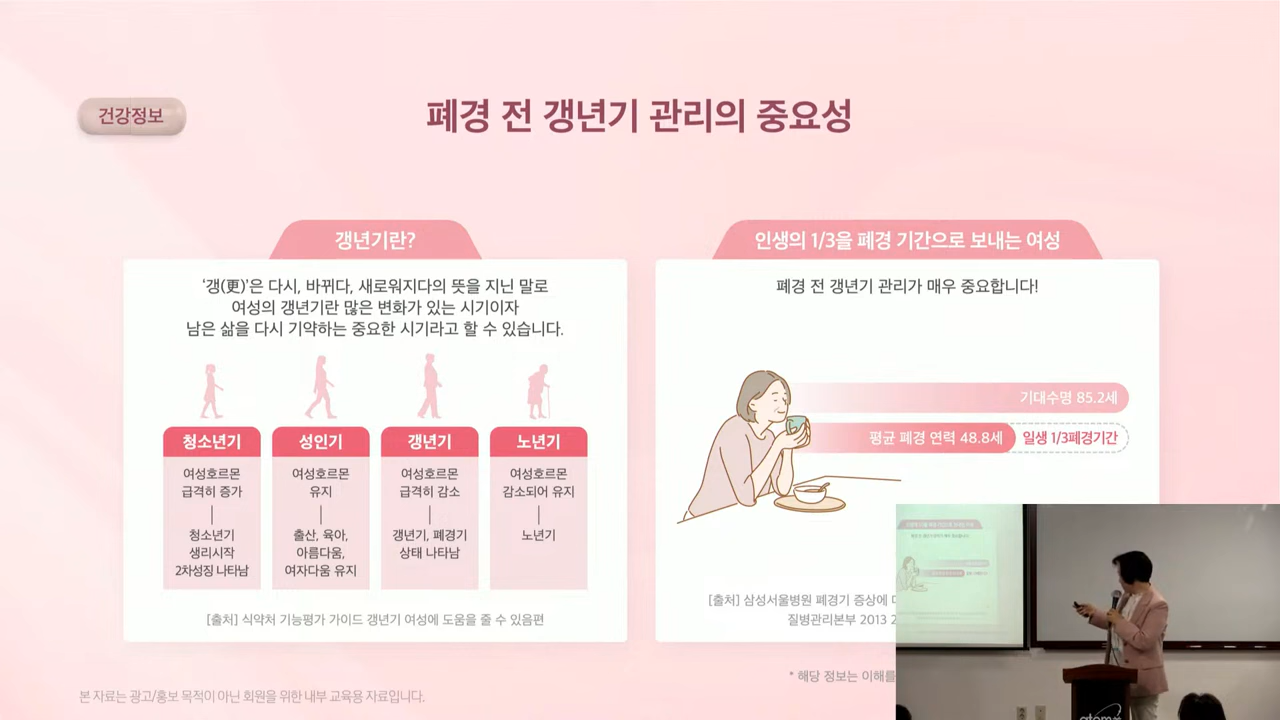 건강정보
폐경 전 갱년기 관리의 중요성
갱년기란?
'갱(更)'은 다시, 바뀌다, 새로워지다의 뜻을 지닌 말로
여성의 갱년기란 많은 변화가 있는 시기이자
남은 삶을 다시 기약하는 중요한 시기라고 할 수 있습니다.
청소년기
여성호르몬
급격히 증가
청소년기
생리시작
2차성징 나타남
성인기
여성호르몬
유지
출산, 육아,
아름다움,
여자다움 유지
갱년기
여성호르몬
급격히 감소
갱년기, 폐경기
상태 나타남
노년기
여성호르몬
감소되어 유지
노년기
[출처] 식약처 기능평가 가이드 갱년기 여성에 도움을 줄 수 있음편
인생의 1/3을 폐경 기간으로 보내는 여성
폐경 전 갱년기 관리가 매우 중요합니다!
기대수명 85.2세
평균 폐경 연력 48.8세
일생 1/3폐경기간
[출처] 삼성서울병원 폐경기 증상에
질병관리본부 2013
* 해당 정보는 이해를
본 자료는 광고/홍보 목적이 아닌 회원을 위한 내부 교육용 자료입니다.
atomy